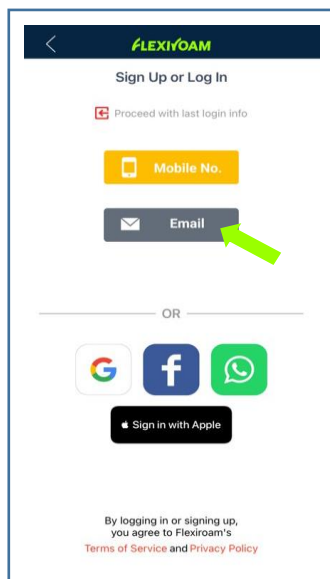 FLEXIROAM
Sign Up or Log In
Proceed with last login info
Mobile No.
Email
OR
Sign in with Apple
By logging in or signing up,
you agree to Flexiroam's
Terms of Service and Privacy Policy